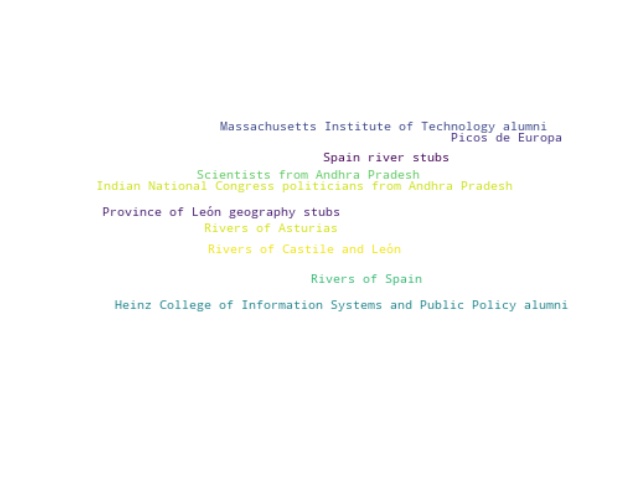 Massachusetts Institute of Technology alumni
Picos de Europa
Spain river stubs
Scientists from Andhra Pradesh
Indian National Congress politicians from Andhra Pradesh
Province of León geography stubs
Rivers of Asturias
Rivers of Castile and León
Rivers of Spain
Heinz College of Information Systems and Public Policy alumni